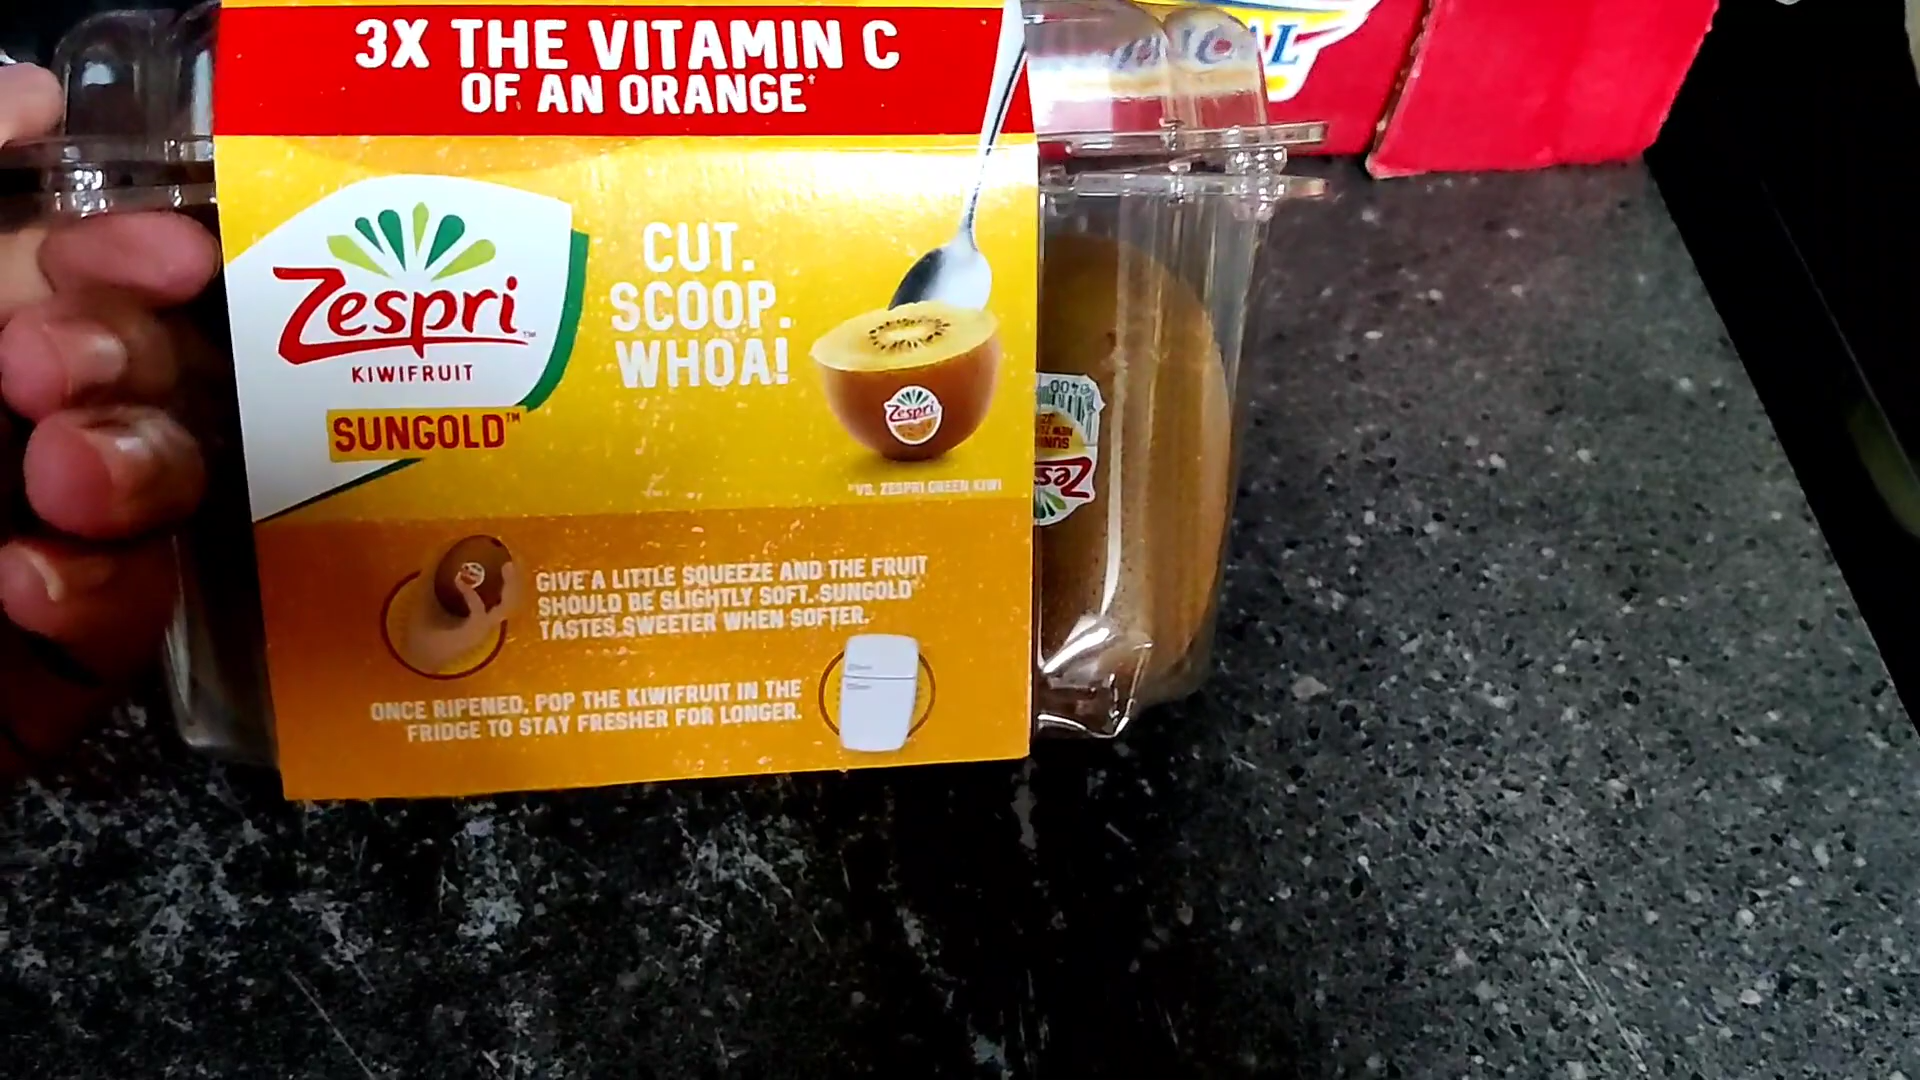 3X THE VITAMIN C
OF AN ORANGE†
Zespri™
KIWIFRUIT
SUNGOLD™
CUT.
SCOOP.
WHOA!
Zespri
*VS. ZESPRI GREEN KIWI
GIVE A LITTLE SQUEEZE AND THE FRUIT
SHOULD BE SLIGHTLY SOFT. SUNGOLD™
TASTES SWEETER WHEN SOFTER.
ONCE RIPENED, POP THE KIWIFRUIT IN THE
FRIDGE TO STAY FRESHER FOR LONGER.